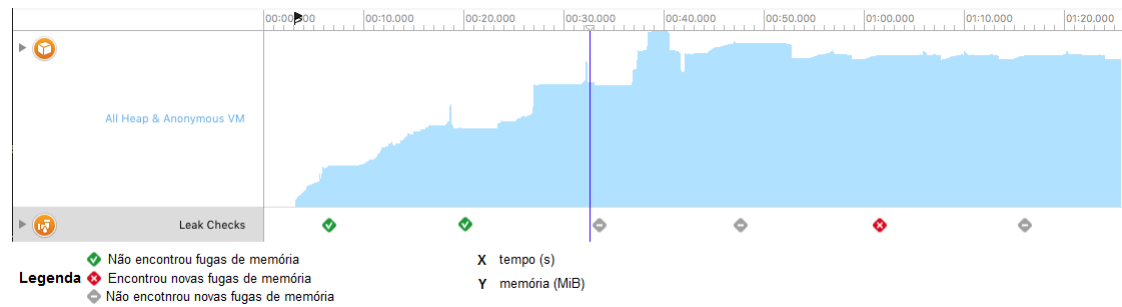 00:00.000 00:10.000 00:20.000 00:30.000 00:40.000 00:50.000 01:00.000 01:10.000 01:20.000
All Heap & Anonymous VM
Leak Checks
Legenda
Não encontrou fugas de memória
Encontrou novas fugas de memória
Não encotnrou novas fugas de memória
X tempo (s)
Y memória (MiB)